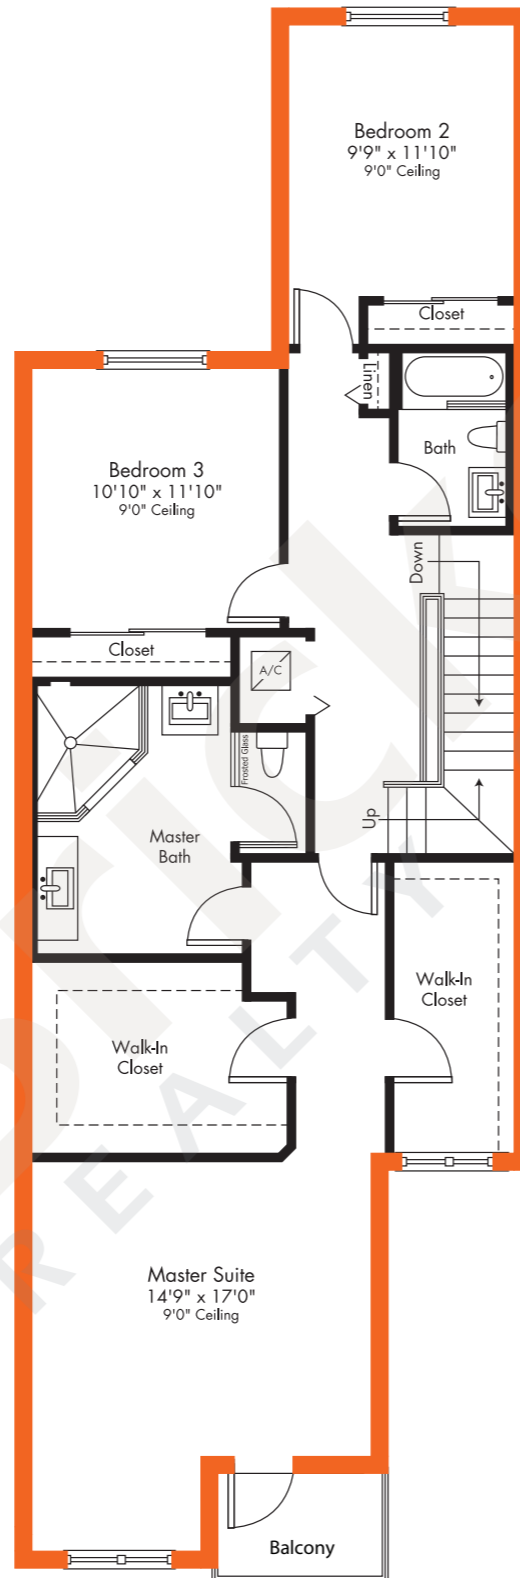 Bedroom 2
9'9" x 11'10"
9'0" Ceiling
Closet
Linen
Bath
Bedroom 3
10'10" x 11'10"
9'0" Ceiling
Down
Closet
A/C
Frosted Glass
Up
Master
Bath
Walk-In
Closet
Walk-In
Closet
Master Suite
14'9" x 17'0"
9'0" Ceiling
Balcony
brick
REALTY